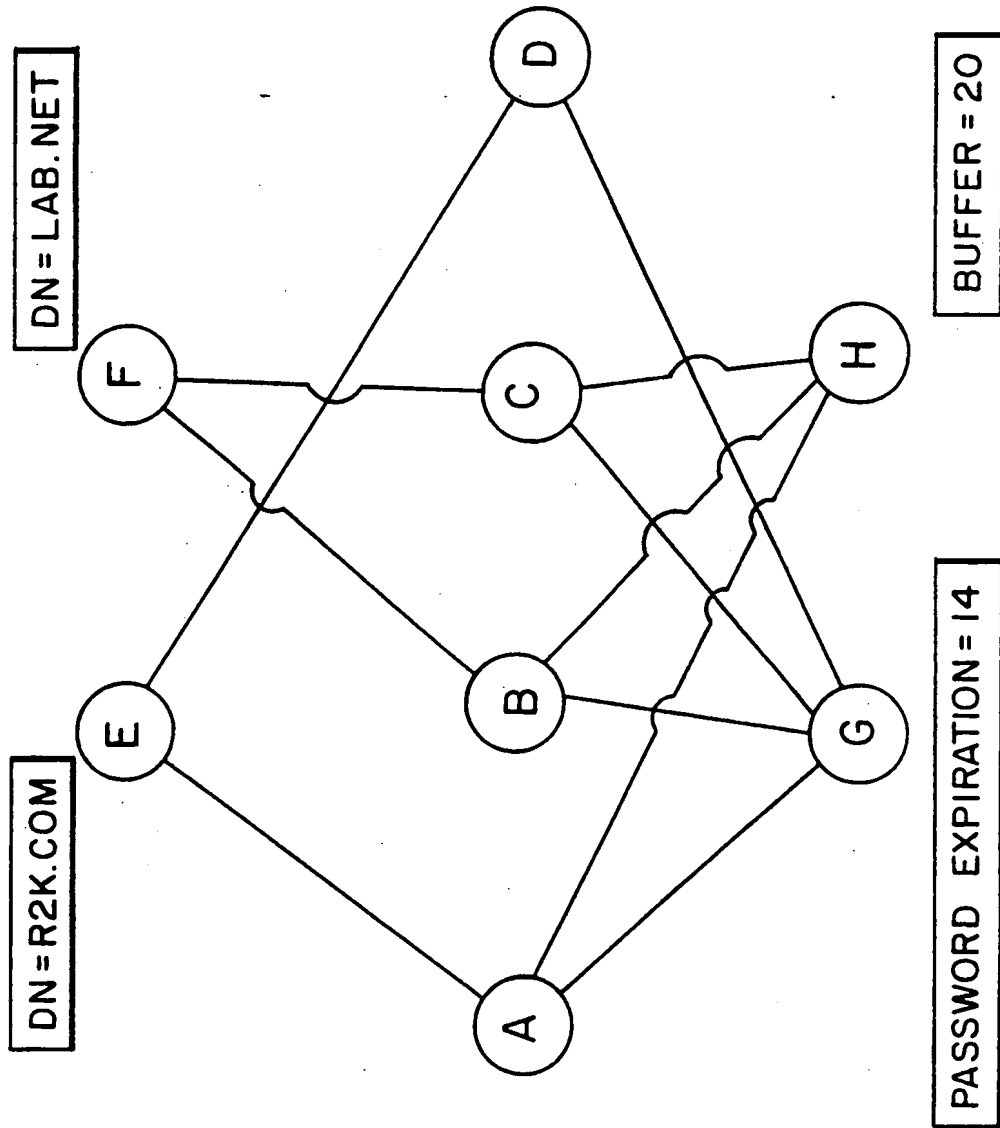 DN=R2K.COM
DN=LAB.NET
E
F
A
B
C
D
G
H
PASSWORD EXPIRATION=14
BUFFER=20